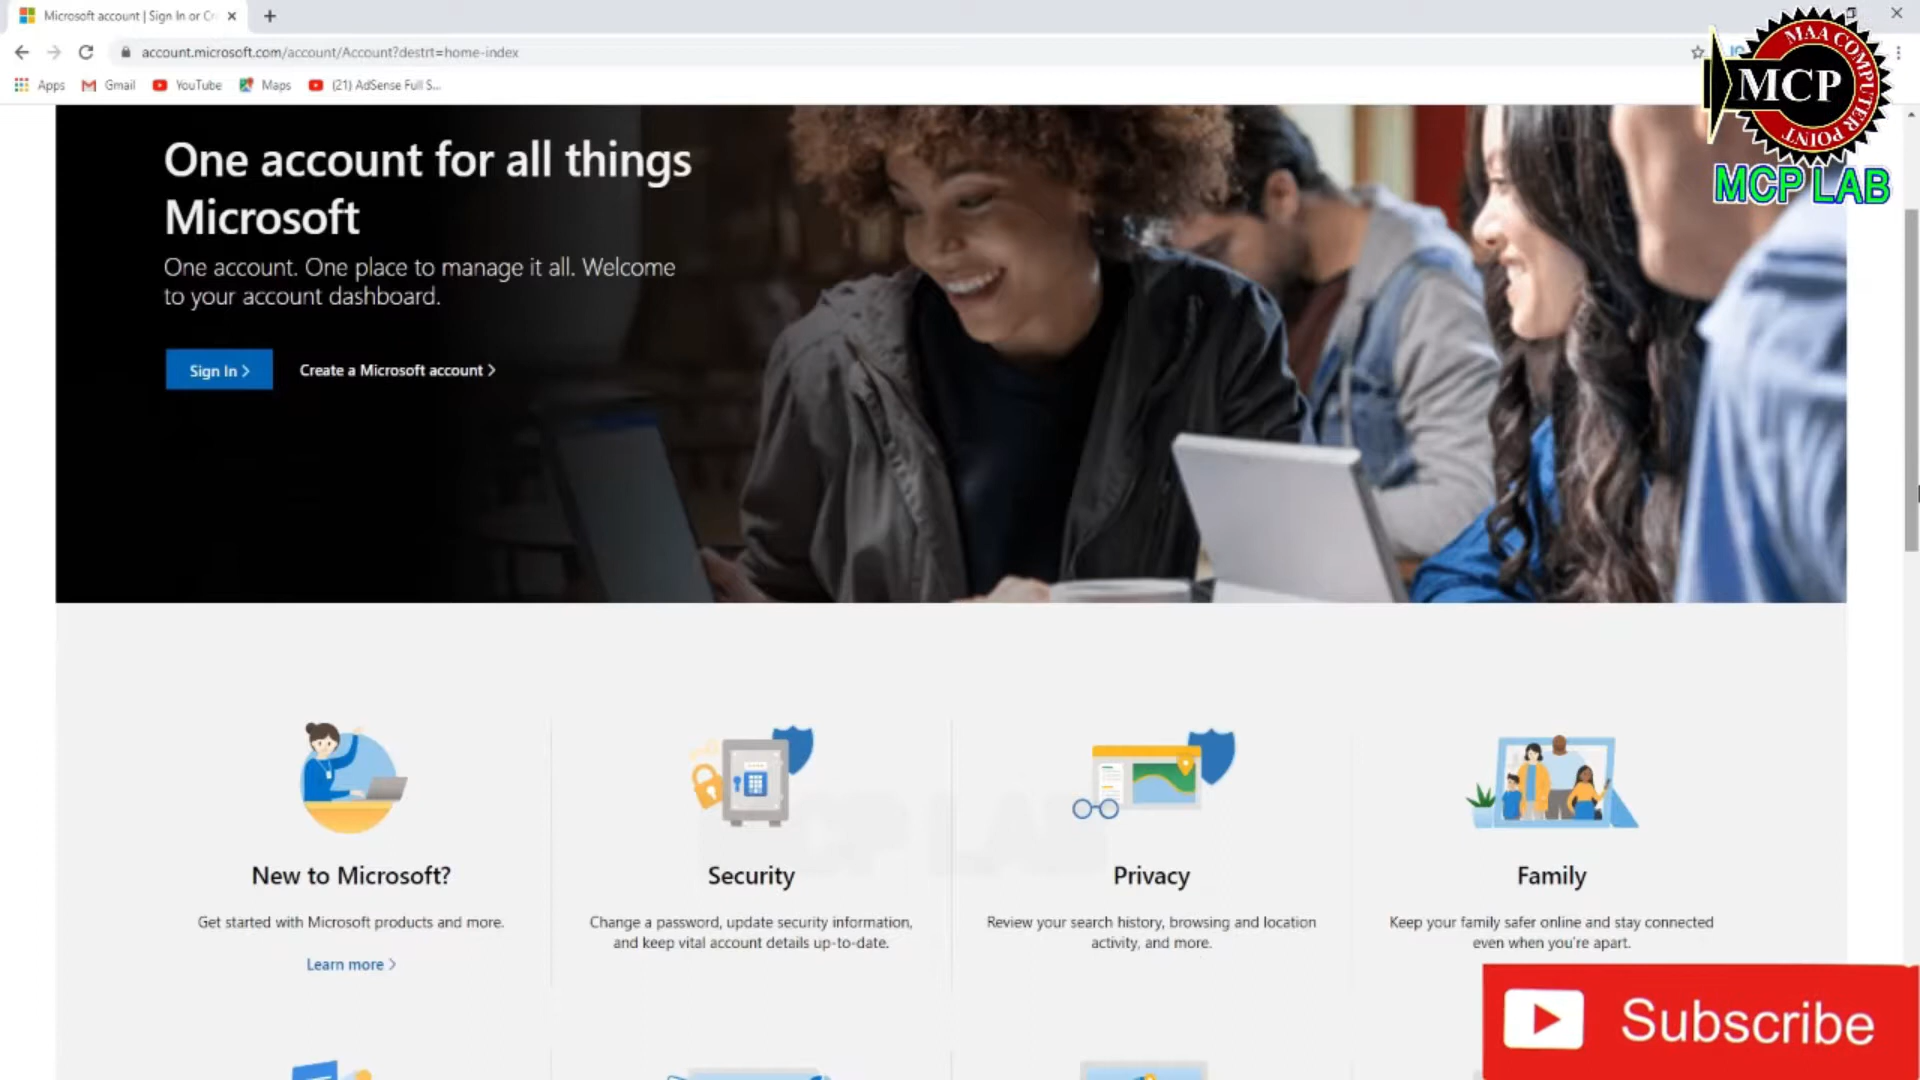 Microsoft account | Sign In or Cr
account.microsoft.com/account/Account?destrt=home-index
Apps
Gmail
YouTube
Maps
(21) AdSense Full S...
MAA COMPUTER POINT
MCP
MCP LAB
One account for all things
Microsoft
One account. One place to manage it all. Welcome
to your account dashboard.
Sign In >
Create a Microsoft account >
MCP LAB
New to Microsoft?
Get started with Microsoft products and more.
Learn more >
Security
Change a password, update security information,
and keep vital account details up-to-date.
Privacy
Review your search history, browsing and location
activity, and more.
Family
Keep your family safer online and stay connected
even when you're apart.
Subscribe